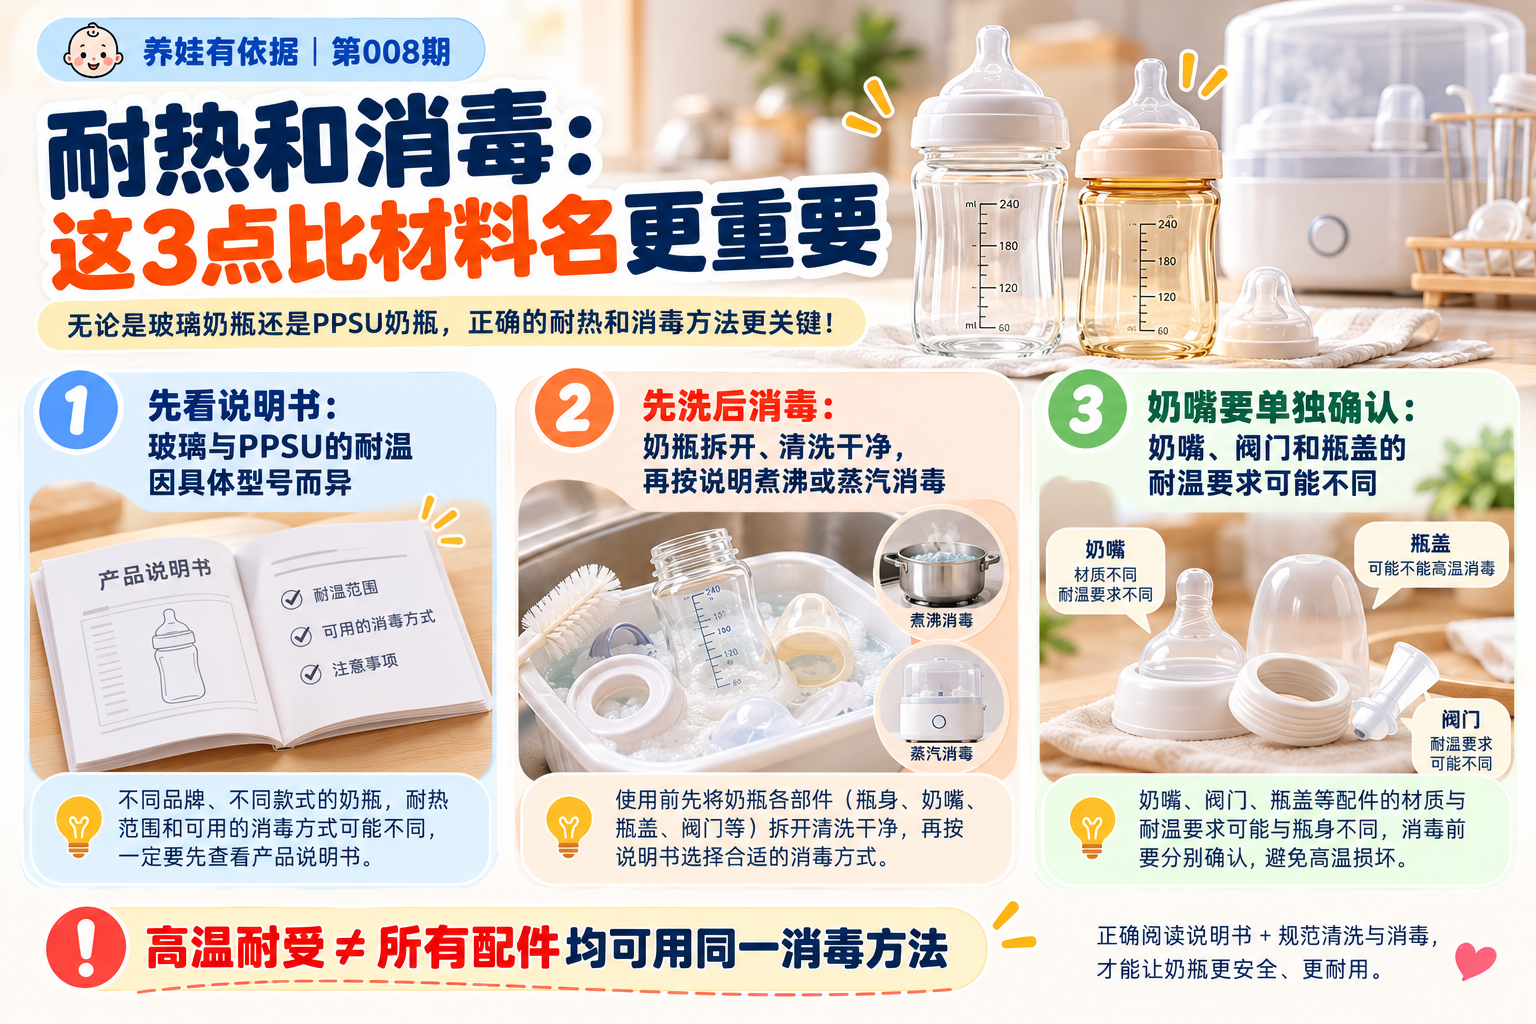 养娃有依据｜第008期
耐热和消毒：
这3点比材料名更重要
无论是玻璃奶瓶还是PPSU奶瓶，正确的耐热和消毒方法更关键！
ml 240
180
120
ml 60
240
180
120
60
1
先看说明书：
玻璃与PPSU的耐温
因具体型号而异
产品说明书
耐温范围
可用的消毒方式
注意事项
不同品牌、不同款式的奶瓶，耐热
范围和可用的消毒方式可能不同，
一定要先查看产品说明书。
2
先洗后消毒：
奶瓶拆开、清洗干净，
再按说明煮沸或蒸汽消毒
240
180
120
60
煮沸消毒
蒸汽消毒
使用前先将奶瓶各部件（瓶身、奶嘴、
瓶盖、阀门等）拆开清洗干净，再按
说明书选择合适的消毒方式。
3
奶嘴要单独确认：
奶嘴、阀门和瓶盖的
耐温要求可能不同
奶嘴
材质不同
耐温要求不同
瓶盖
可能不能高温消毒
阀门
耐温要求
可能不同
奶嘴、阀门、瓶盖等配件的材质与
耐温要求可能与瓶身不同，消毒前
要分别确认，避免高温损坏。
！
高温耐受≠所有配件均可用同一消毒方法
正确阅读说明书 + 规范清洗与消毒，
才能让奶瓶更安全、更耐用。